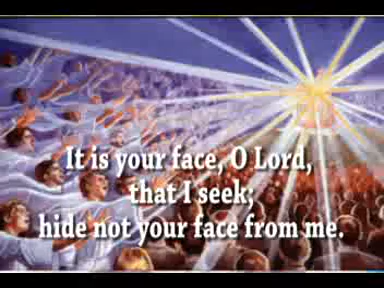 It is your face, O Lord,
that I seek;
hide not your face from me.